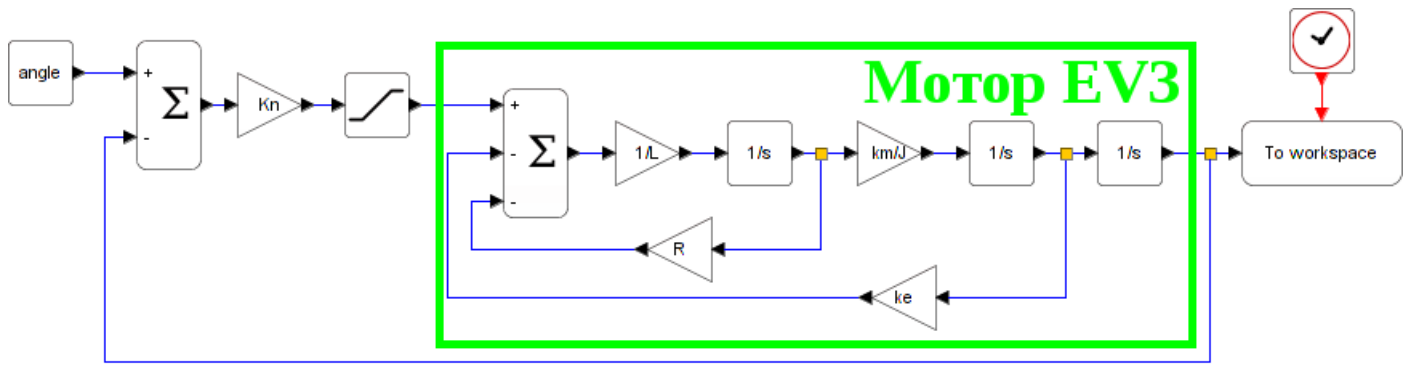 Мотор EV3
angle
+
-
Σ
Kn
+
-
-
Σ
1/L
1/s
km/J
1/s
1/s
To workspace
R
ke